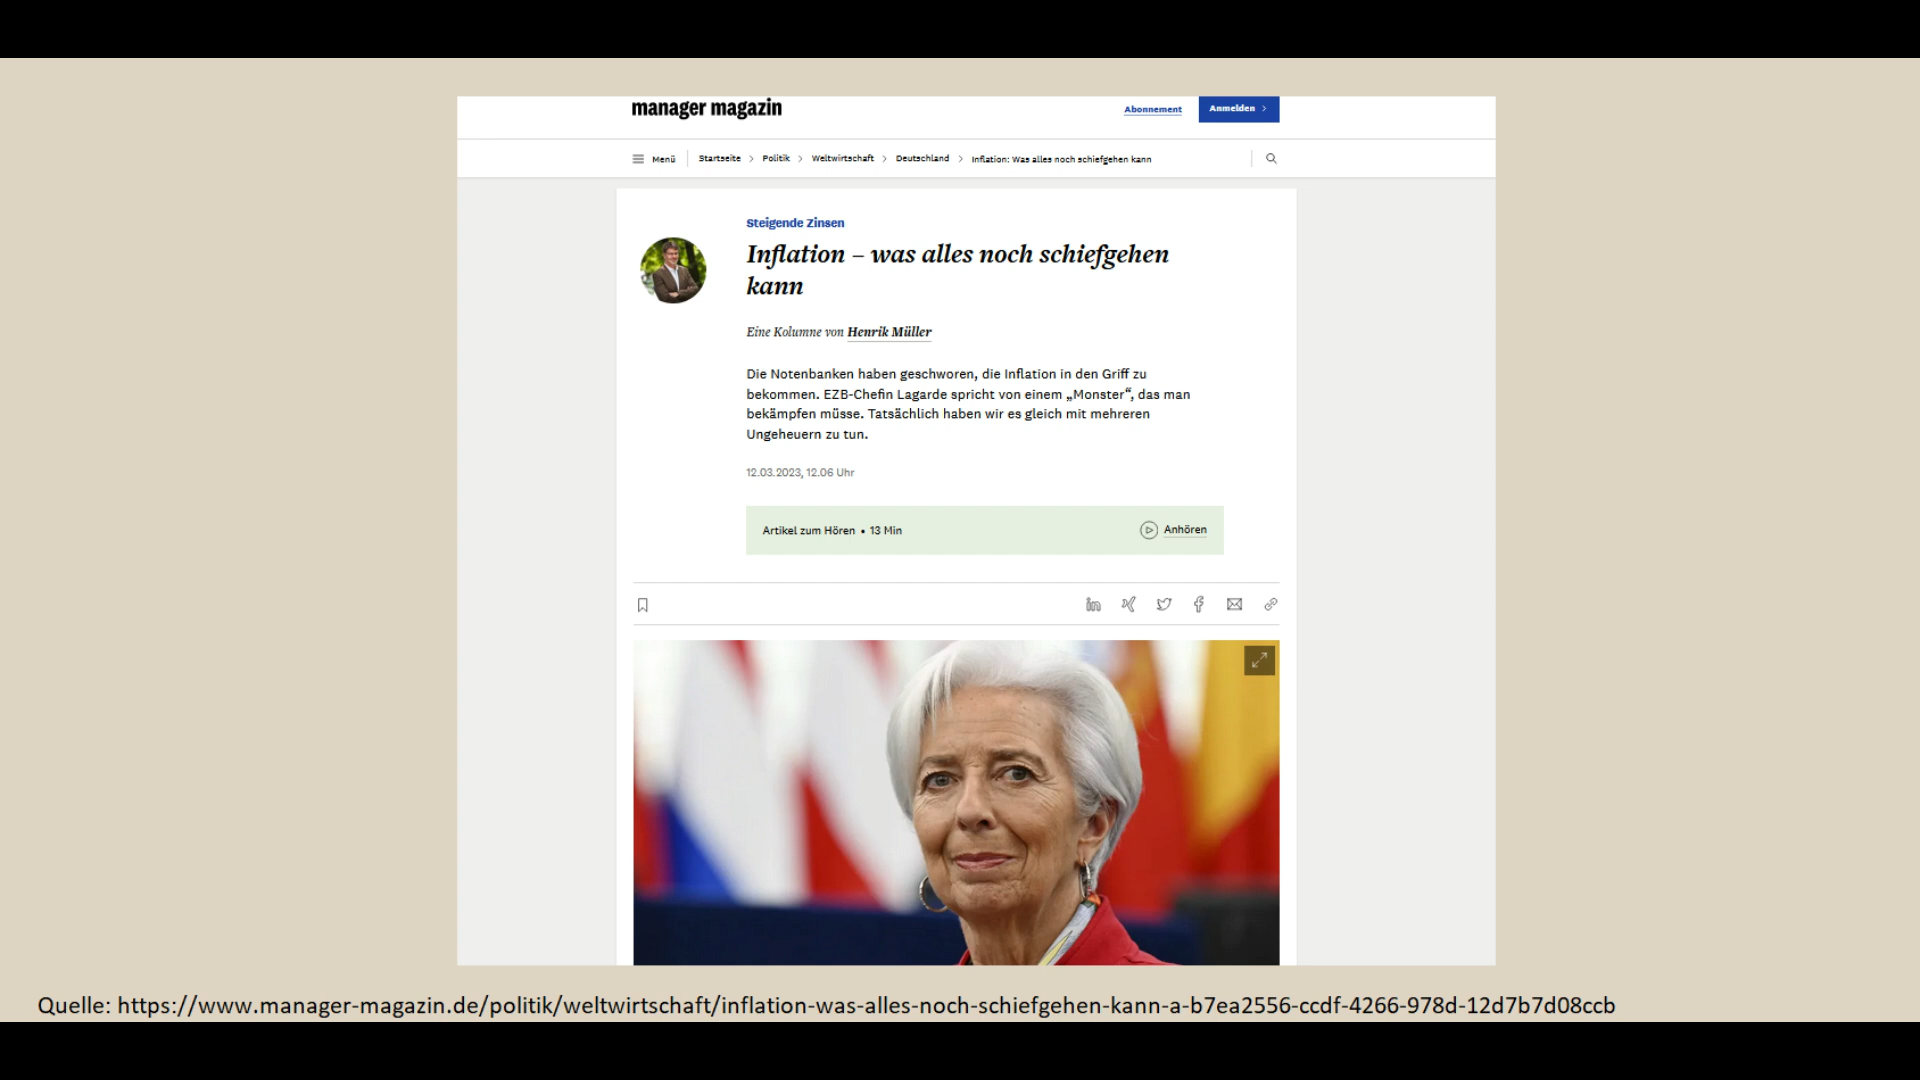 manager magazin
Abonnement
Anmelden
Menü
Startseite
Politik
Weltwirtschaft
Deutschland
Inflation: Was alles noch schiefgehen kann
Steigende Zinsen
Inflation – was alles noch schiefgehen
kann
Eine Kolumne von Henrik Müller
Die Notenbanken haben geschworen, die Inflation in den Griff zu
bekommen. EZB-Chefin Lagarde spricht von einem „Monster“, das man
bekämpfen müsse. Tatsächlich haben wir es gleich mit mehreren
Ungeheuern zu tun.
12.03.2023, 12.06 Uhr
Artikel zum Hören • 13 Min
Anhören
Quelle: https://www.manager-magazin.de/politik/weltwirtschaft/inflation-was-alles-noch-schiefgehen-kann-a-b7ea2556-ccdf-4266-978d-12d7b7d08ccb